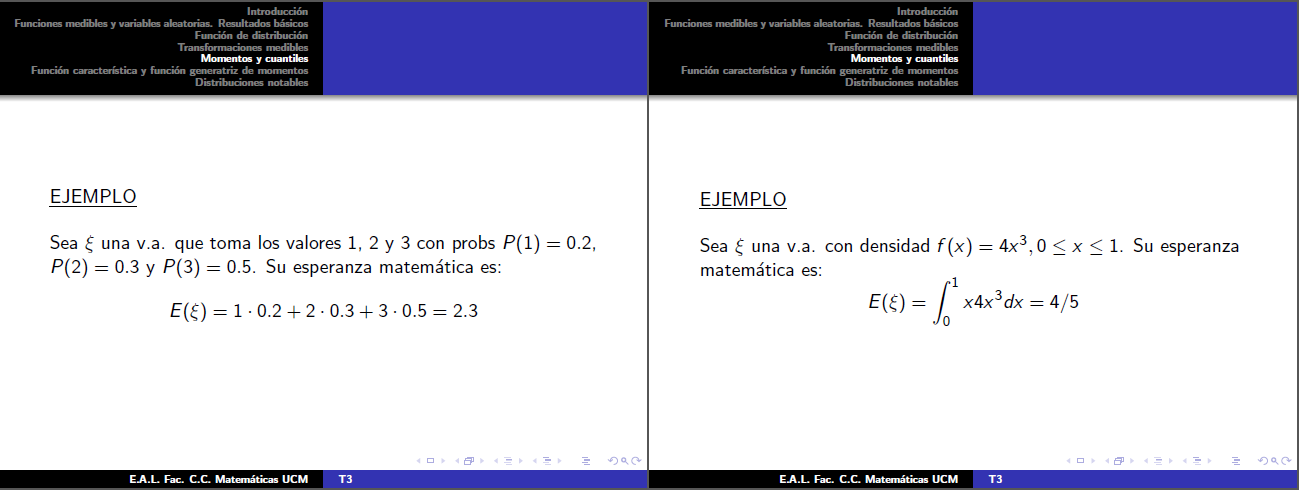 Introducción
Funciones medibles y variables aleatorias. Resultados básicos
Función de distribución
Transformaciones medibles
Momentos y cuantiles
Función característica y función generatriz de momentos
Distribuciones notables
EJEMPLO
Sea ξ una v.a. que toma los valores 1, 2 y 3 con probs P(1) = 0.2,
P(2) = 0.3 y P(3) = 0.5. Su esperanza matemática es:
E(ξ) = 1 · 0.2 + 2 · 0.3 + 3 · 0.5 = 2.3
E.A.L. Fac. C.C. Matemáticas UCM T3
Introducción
Funciones medibles y variables aleatorias. Resultados básicos
Función de distribución
Transformaciones medibles
Momentos y cuantiles
Función característica y función generatriz de momentos
Distribuciones notables
EJEMPLO
Sea ξ una v.a. con densidad f(x) = 4x³, 0 ≤ x ≤ 1. Su esperanza
matemática es:
E(ξ) = ∫₀¹ x4x³dx = 4/5
E.A.L. Fac. C.C. Matemáticas UCM T3